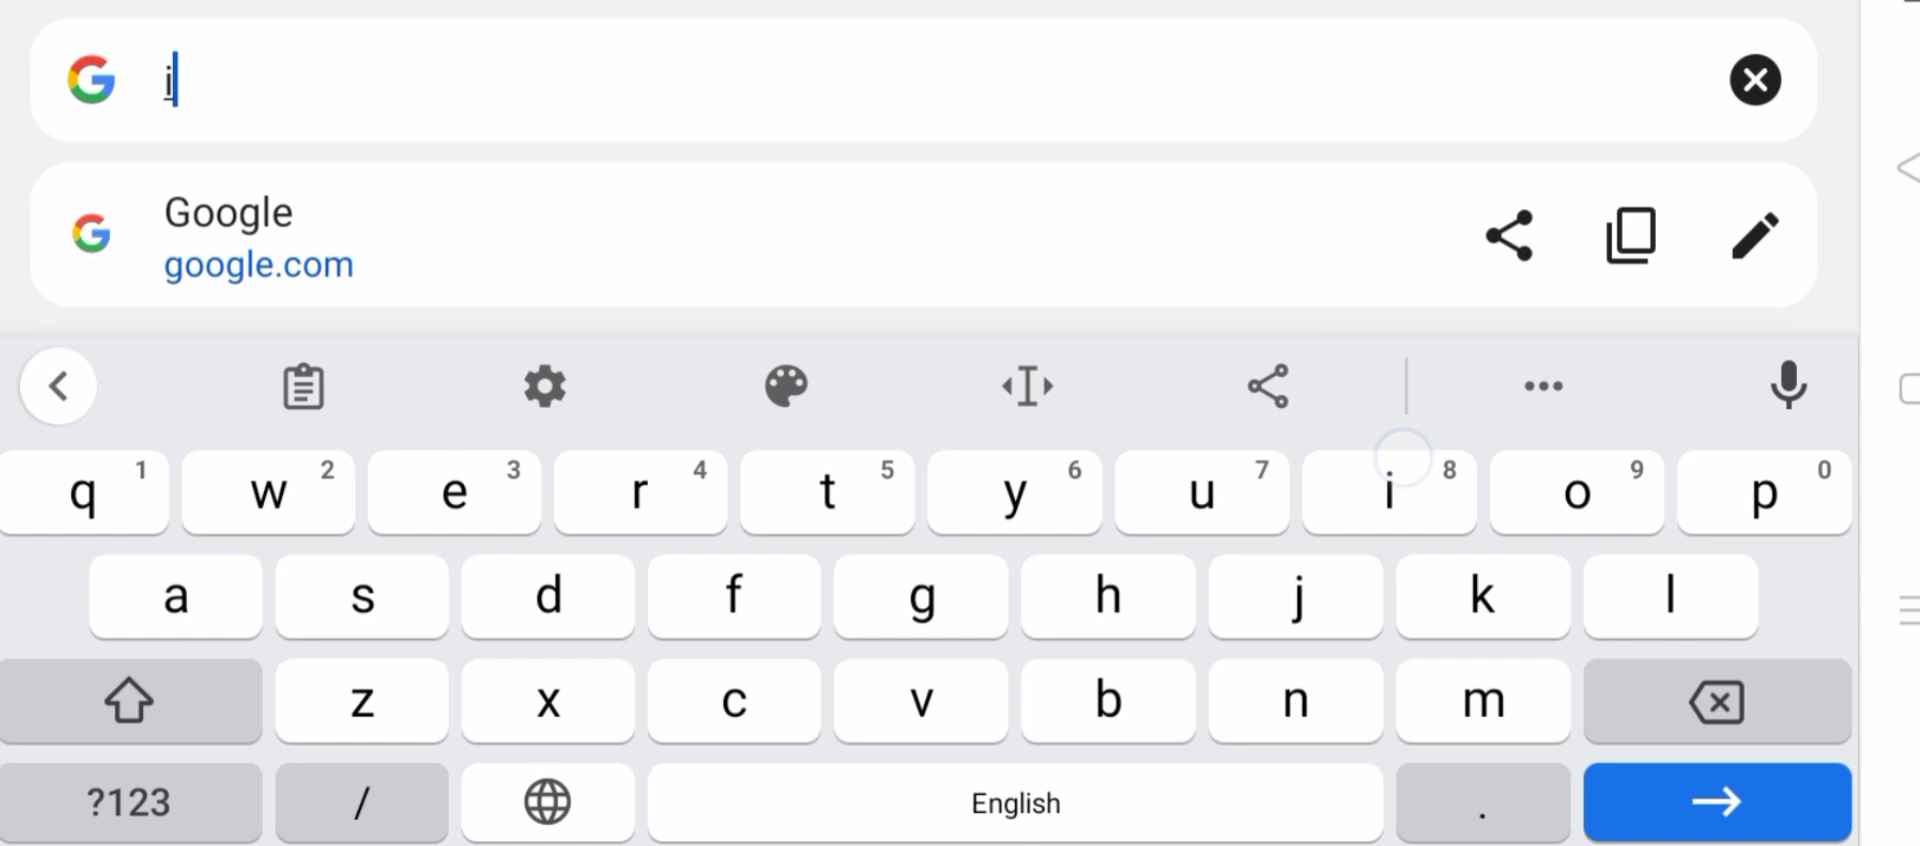 i
Google
google.com
q 1 w 2 e 3 r 4 t 5 y 6 u 7 i 8 o 9 p 0
a s d f g h j k l
z x c v b n m
?123 / English .